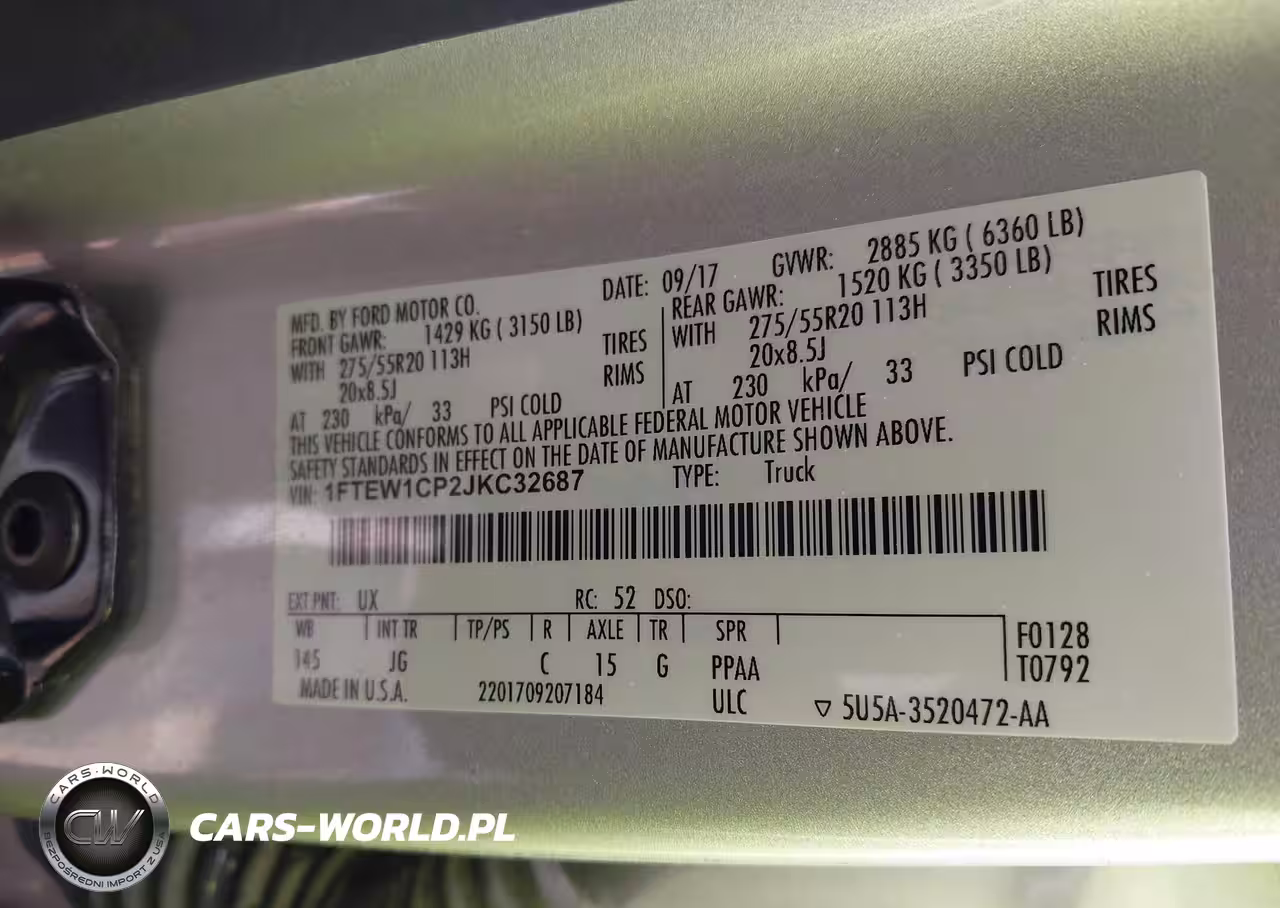 MFD. BY FORD MOTOR CO. DATE: 09/17 GVWR: 2885 KG ( 6360 LB)
FRONT GAWR: 1429 KG ( 3150 LB) REAR GAWR: 1520 KG ( 3350 LB)
WITH 275/55R20 113H TIRES WITH 275/55R20 113H TIRES
20x8.5J RIMS 20x8.5J RIMS
AT 230 kPa/ 33 PSI COLD AT 230 kPa/ 33 PSI COLD
THIS VEHICLE CONFORMS TO ALL APPLICABLE FEDERAL MOTOR VEHICLE
SAFETY STANDARDS IN EFFECT ON THE DATE OF MANUFACTURE SHOWN ABOVE.
VIN: 1FTEW1CP2JKC32687 TYPE: Truck
EXT PNT: UX RC: 52 DSO:
WB INT TR TP/PS R AXLE TR SPR F0128
145 JG C 15 G PPAA T0792
MADE IN U.S.A. 2201709207184 ULC ▽ 5U5A-3520472-AA
CARS-WORLD
CW
BEZPOŚREDNI IMPORT Z USA
CARS-WORLD.PL